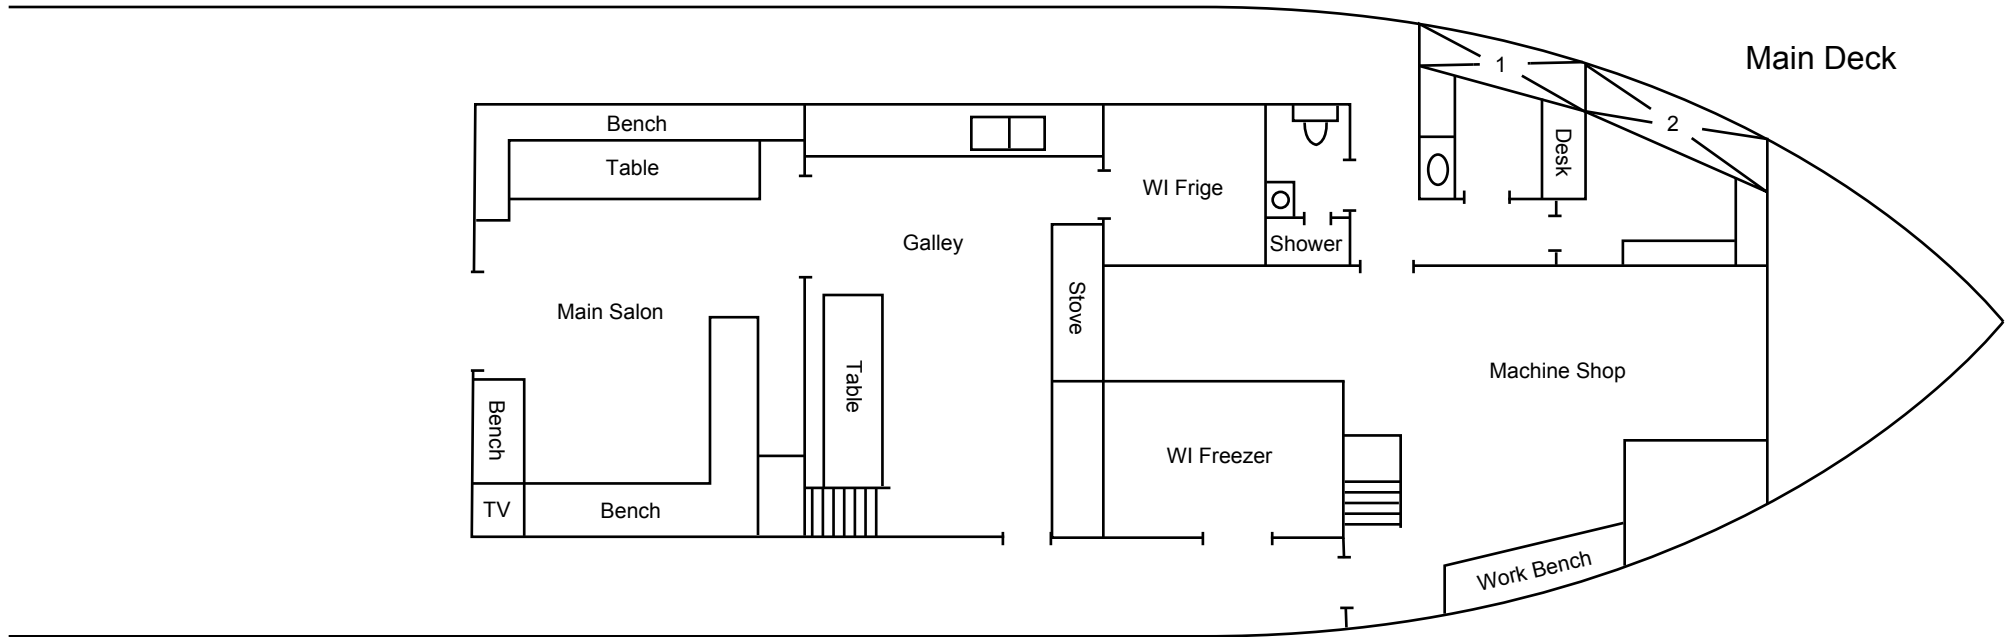 Main Deck
1
2
Bench
Table
Desk
WI Frige
Galley
Shower
Main Salon
Stove
Machine Shop
Table
Bench
WI Freezer
TV
Bench
Work Bench